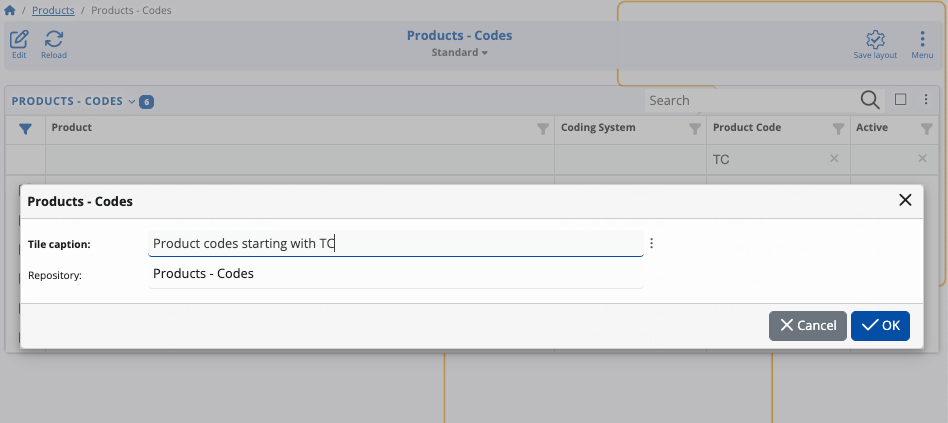 / Products / Products - Codes
Edit
Reload
Products - Codes
Standard
Save layout
Menu
PRODUCTS - CODES 6
Search
Product
Coding System
Product Code
Active
TC
Products - Codes
Tile caption:
Product codes starting with TC
Repository:
Products - Codes
Cancel
OK